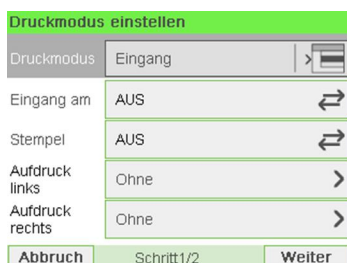 Druckmodus einstellen
Druckmodus Eingang
Eingang am AUS
Stempel AUS
Aufdruck
links Ohne
Aufdruck
rechts Ohne
Abbruch Schritt1/2 Weiter